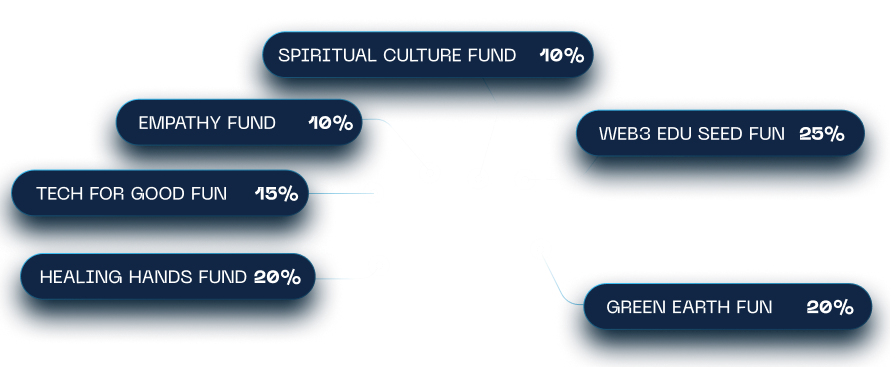 SPIRITUAL CULTURE FUND 10%
EMPATHY FUND 10%
WEB3 EDU SEED FUN 25%
TECH FOR GOOD FUN 15%
HEALING HANDS FUND 20%
GREEN EARTH FUN 20%